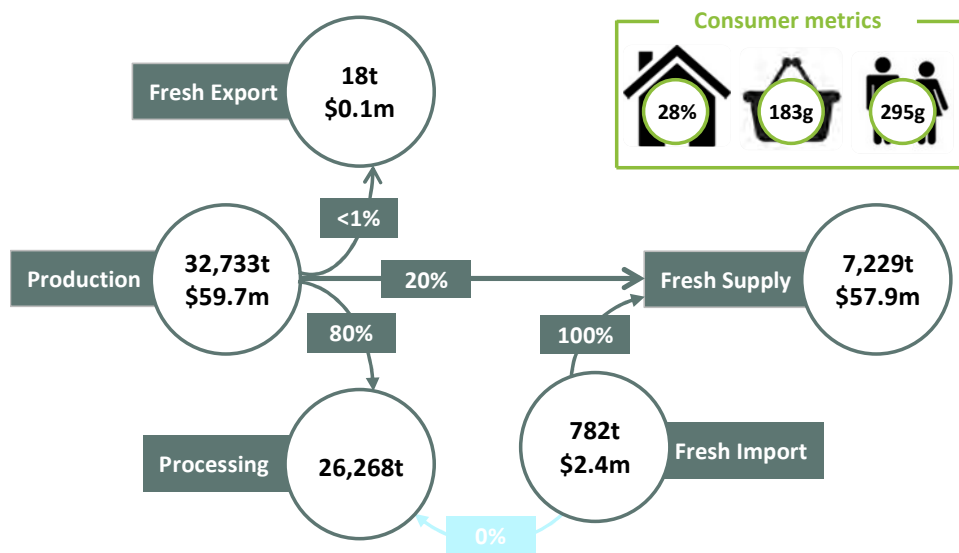 Consumer metrics
Fresh Export
18t
$0.1m
28%
183g
295g
<1%
Production
32,733t
$59.7m
20%
Fresh Supply
7,229t
$57.9m
80%
100%
Processing
26,268t
782t
$2.4m
Fresh Import
0%